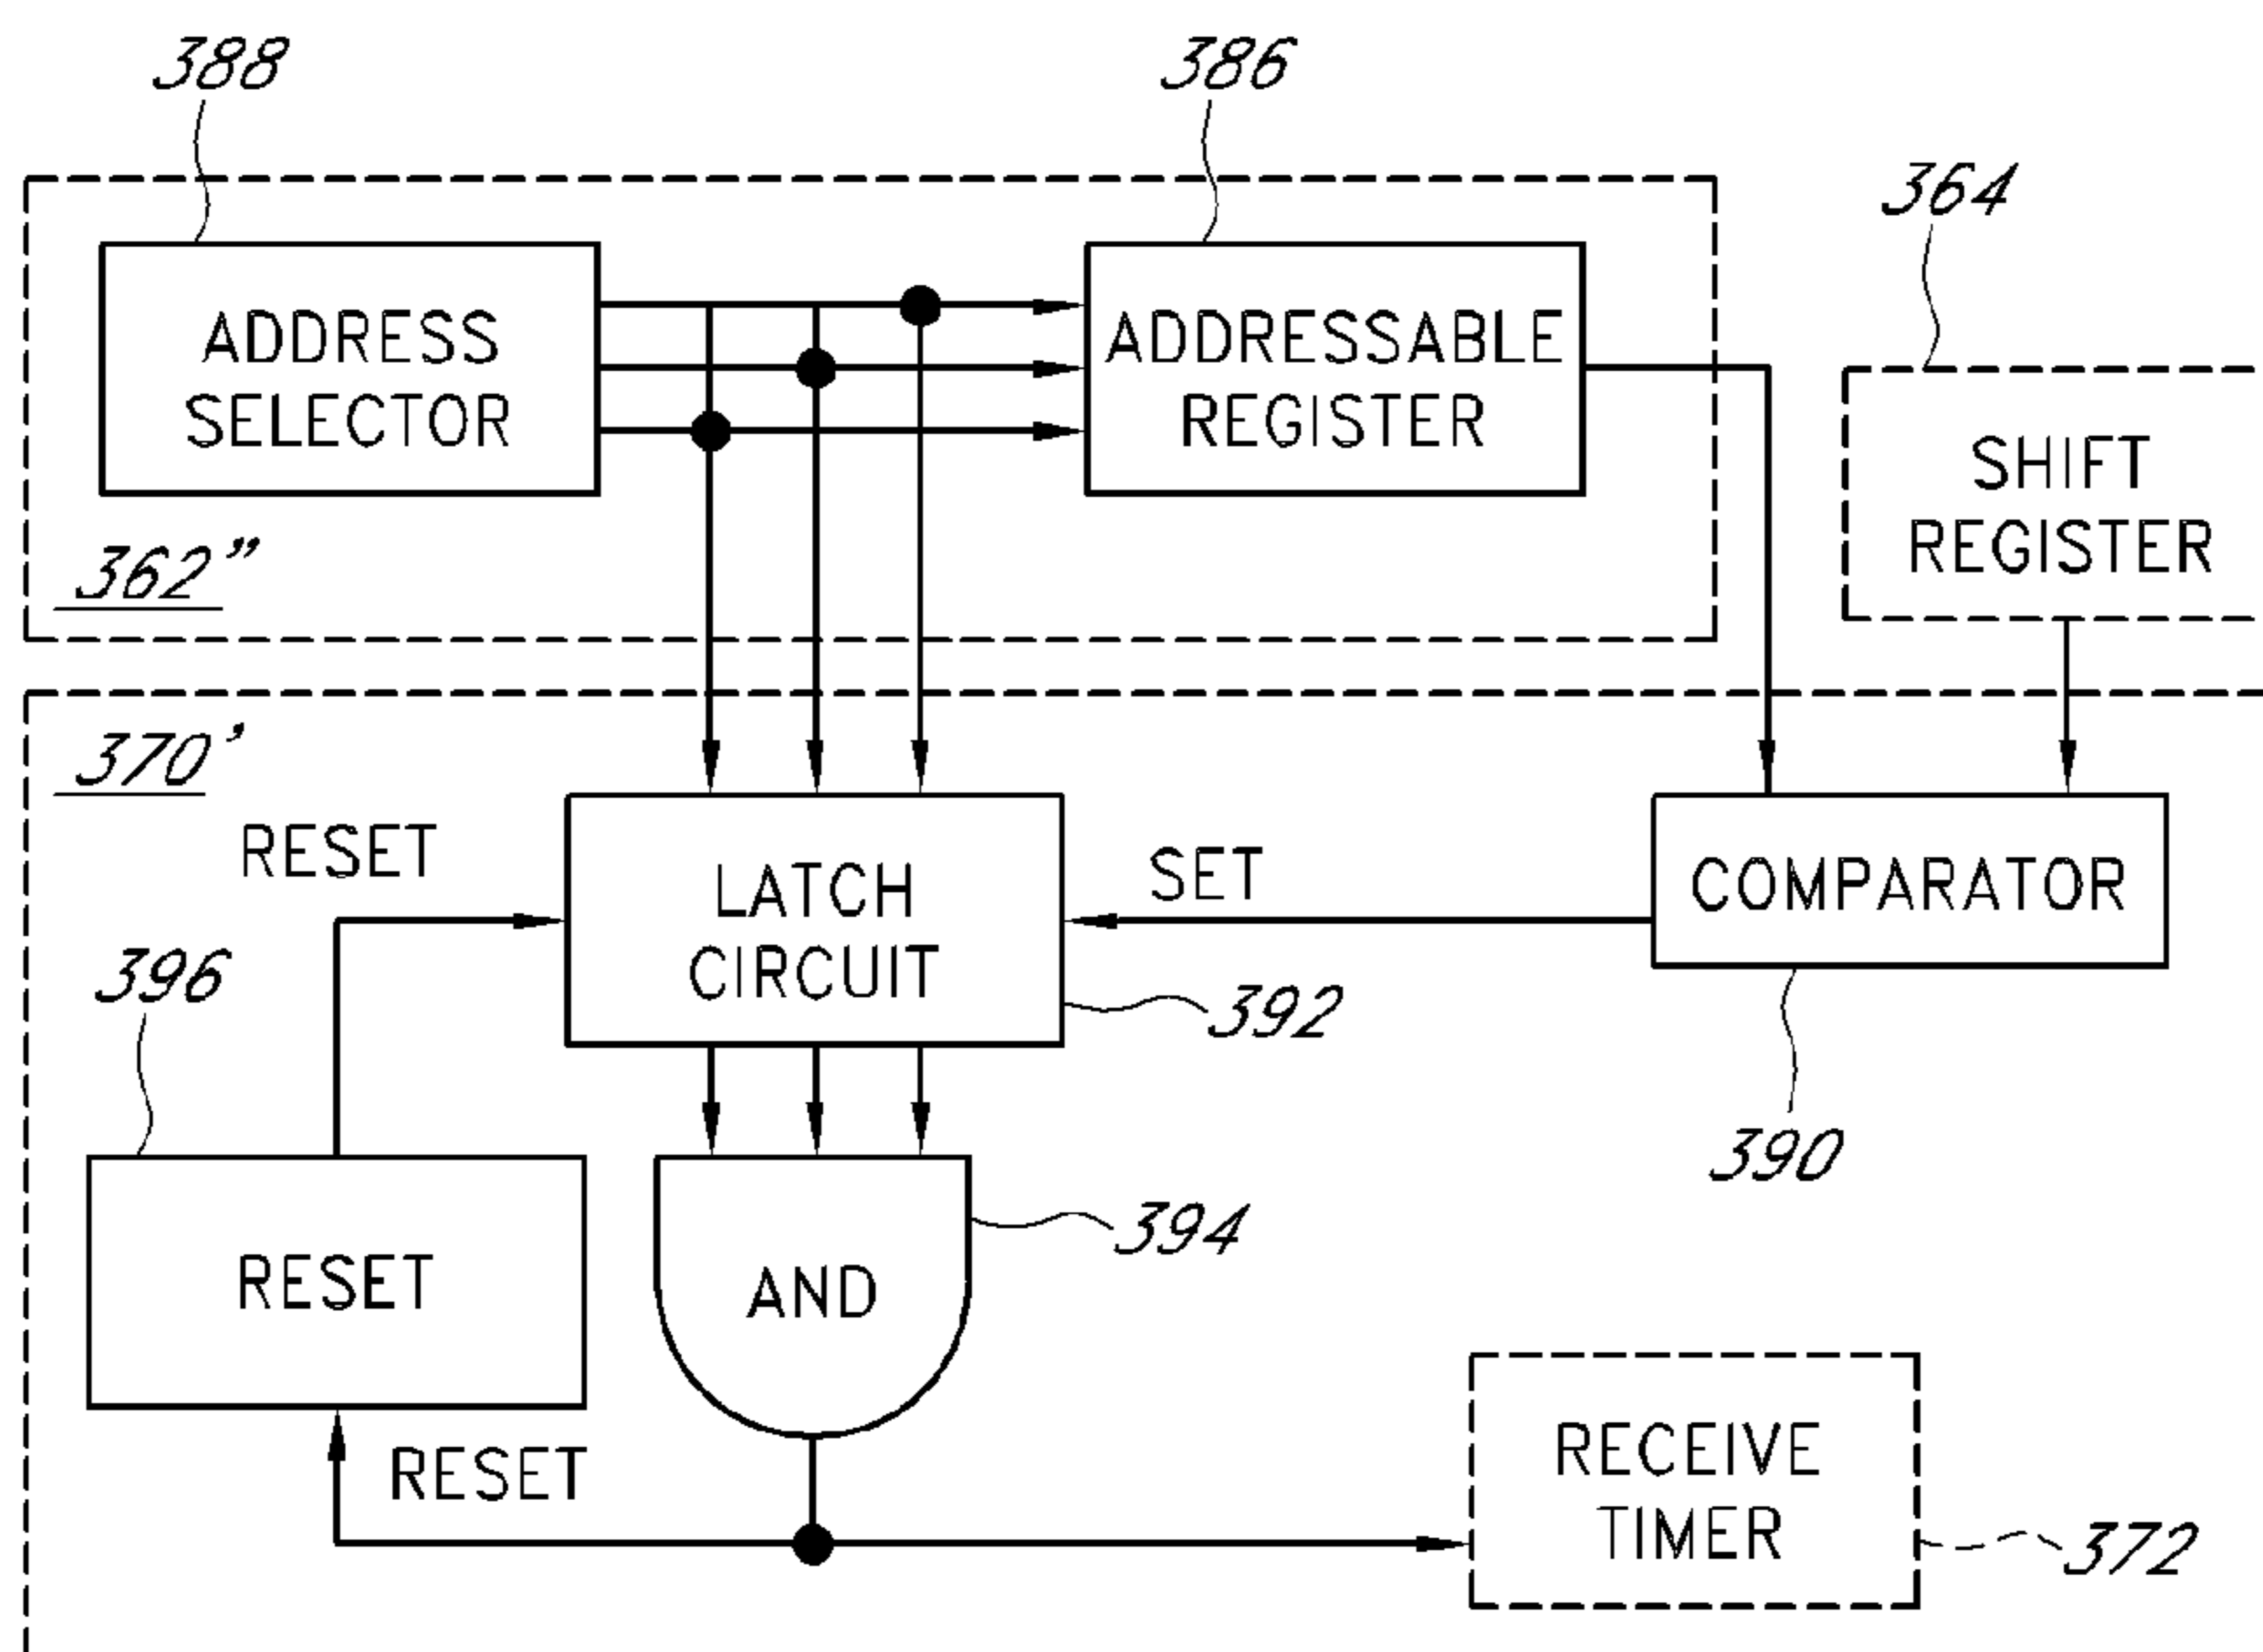 388
386
364
ADDRESS
SELECTOR
ADDRESSABLE
REGISTER
SHIFT
REGISTER
362"
370'
RESET
LATCH
CIRCUIT
SET
COMPARATOR
396
392
390
394
RESET
AND
RESET
RECEIVE
TIMER
372